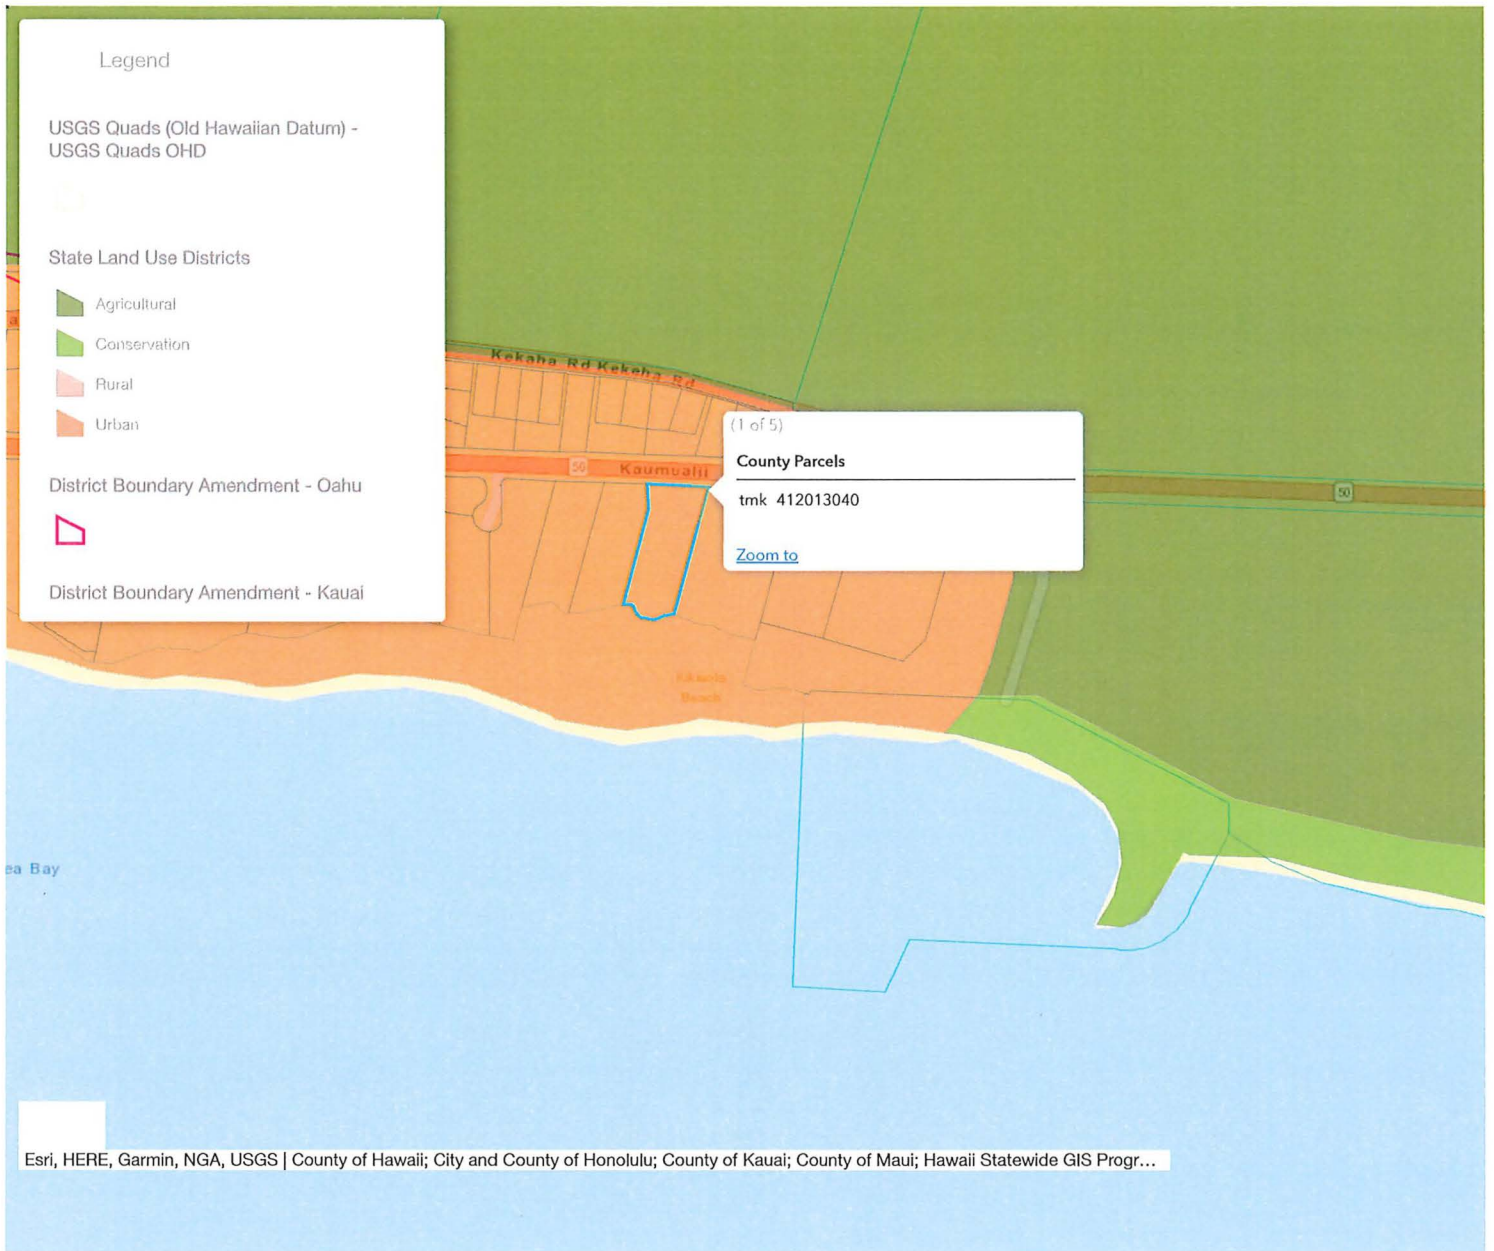 Legend
USGS Quads (Old Hawaiian Datum) -
USGS Quads OHD
State Land Use Districts
Agricultural
Conservation
Rural
Urban
District Boundary Amendment - Oahu
District Boundary Amendment - Kauai
Kekaha Rd Kekaha Rd
50
Kaumualii
(1 of 5)
County Parcels
tmk 412013040
Zoom to
50
Beach
ea Bay
Esri, HERE, Garmin, NGA, USGS | County of Hawaii; City and County of Honolulu; County of Kauai; County of Maui; Hawaii Statewide GIS Progr...